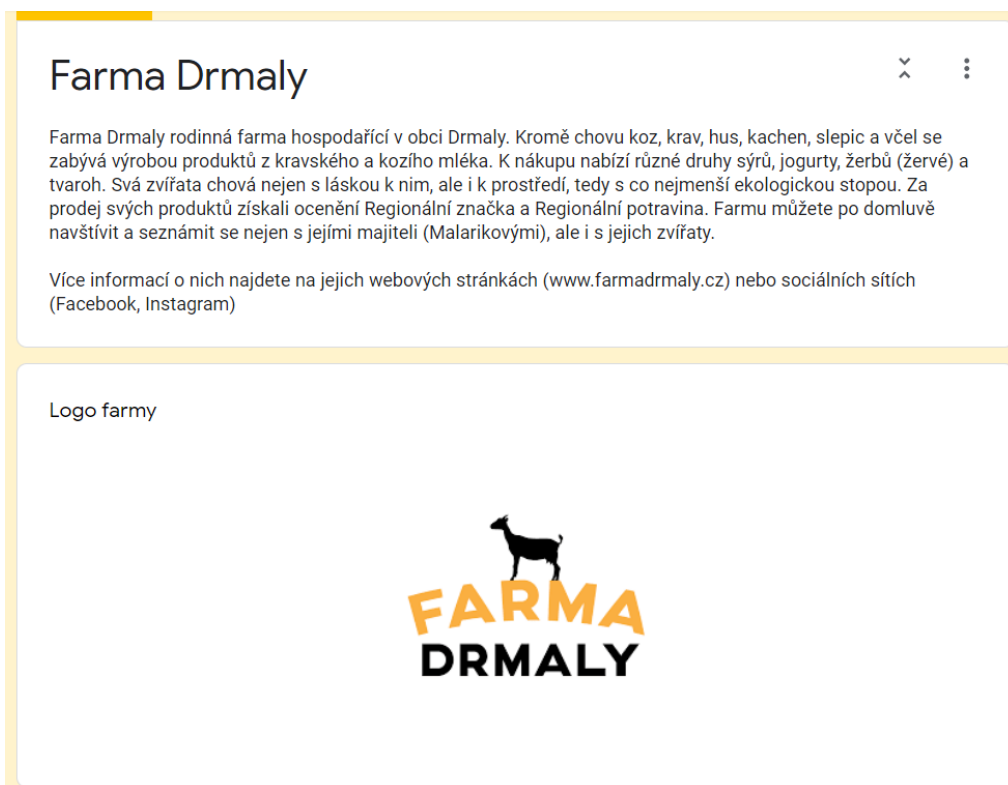 Farma Drmaly
Farma Drmaly rodinná farma hospodařící v obci Drmaly. Kromě chovu koz, krav, hus, kachen, slepic a včel se
zabývá výrobou produktů z kravského a kozího mléka. K nákupu nabízí různé druhy sýrů, jogurty, žerbů (žervé) a
tvaroh. Svá zvířata chová nejen s láskou k nim, ale i k prostředí, tedy s co nejmenší ekologickou stopou. Za
prodej svých produktů získali ocenění Regionální značka a Regionální potravina. Farmu můžete po domluvě
navštívit a seznámit se nejen s jejími majiteli (Malarikovými), ale i s jejich zvířaty.
Více informací o nich najdete na jejich webových stránkách (www.farmadrmaly.cz) nebo sociálních sítích
(Facebook, Instagram)
Logo farmy
FARMA
DRMALY